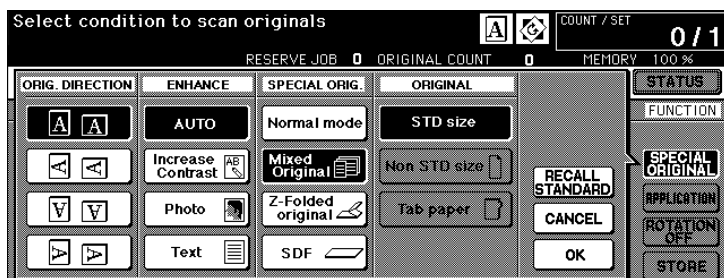 Select condition to scan originals
COUNT / SET
0 / 1
RESERVE JOB 0 ORIGINAL COUNT 0 MEMORY 100 %
ORIG. DIRECTION ENHANCE SPECIAL ORIG. ORIGINAL STATUS
FUNCTION
A A AUTO Normal mode STD size
A A Increase Contrast AB Mixed Original Non STD size
RECALL STANDARD
SPECIAL ORIGINAL
A A Photo Z-Folded original Tab paper
CANCEL
APPLICATION
ROTATION OFF
A A Text SDF OK
STORE